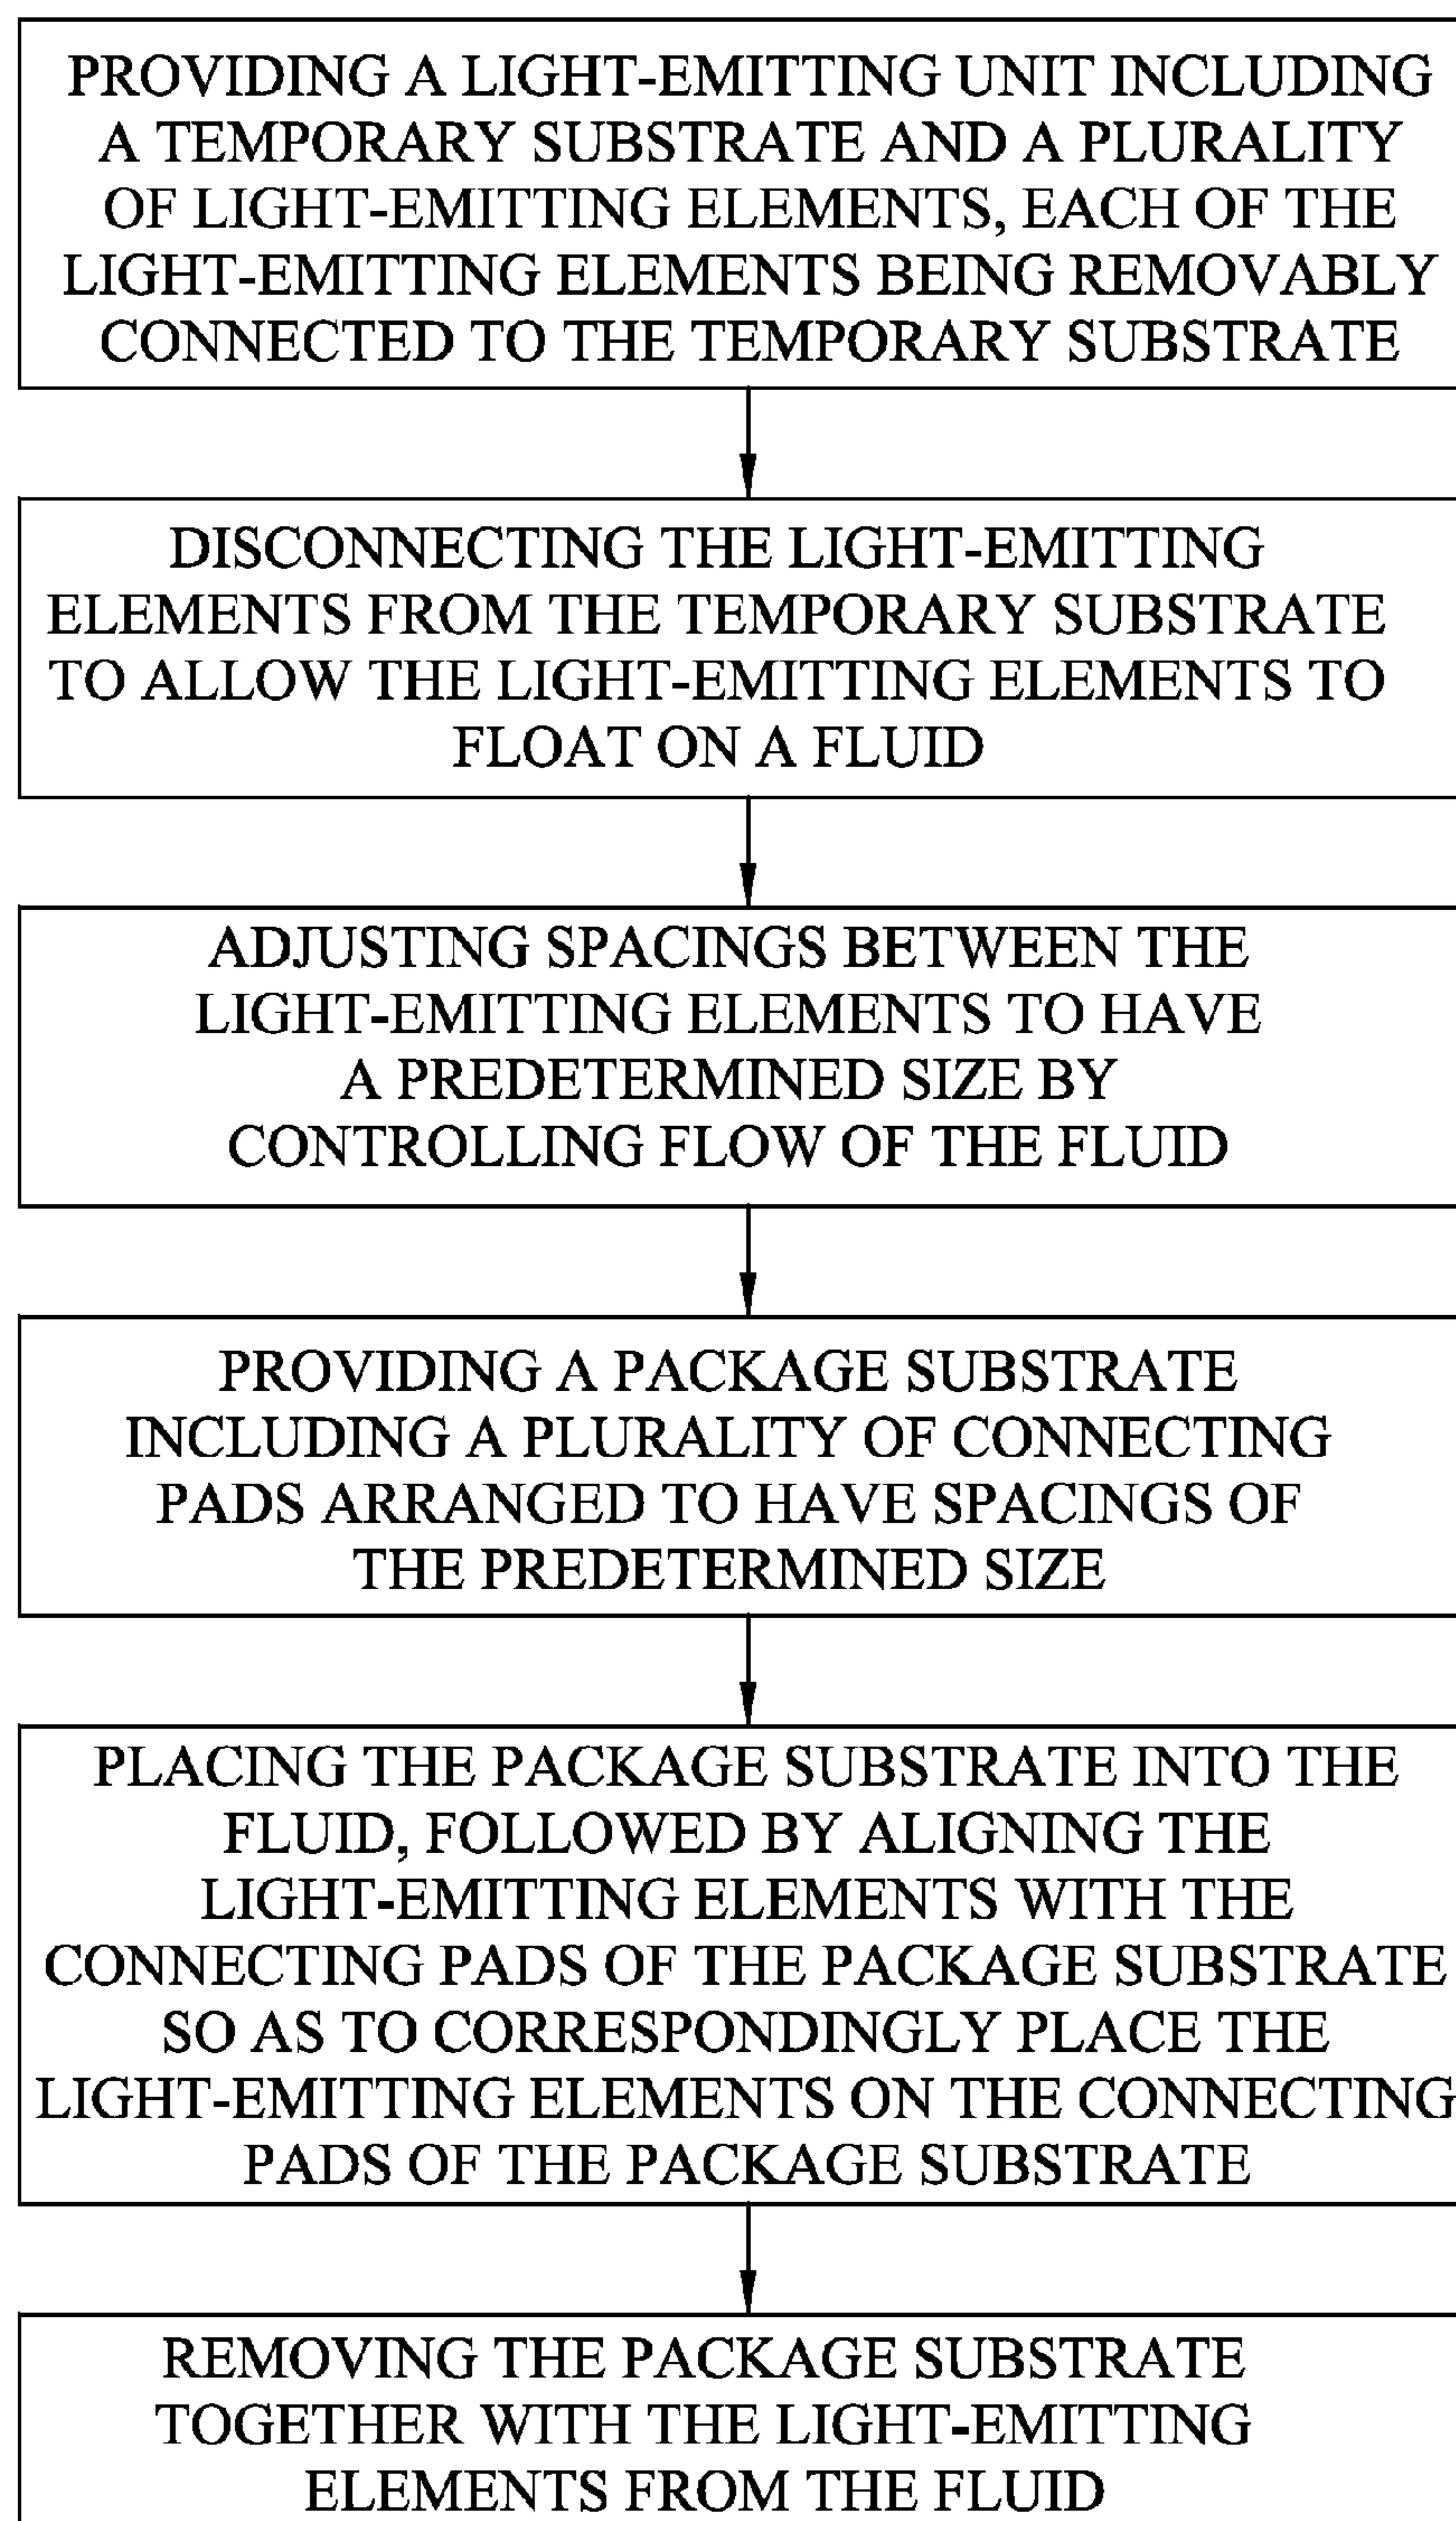 PROVIDING A LIGHT-EMITTING UNIT INCLUDING
A TEMPORARY SUBSTRATE AND A PLURALITY
OF LIGHT-EMITTING ELEMENTS, EACH OF THE
LIGHT-EMITTING ELEMENTS BEING REMOVABLY
CONNECTED TO THE TEMPORARY SUBSTRATE
DISCONNECTING THE LIGHT-EMITTING
ELEMENTS FROM THE TEMPORARY SUBSTRATE
TO ALLOW THE LIGHT-EMITTING ELEMENTS TO
FLOAT ON A FLUID
ADJUSTING SPACINGS BETWEEN THE
LIGHT-EMITTING ELEMENTS TO HAVE
A PREDETERMINED SIZE BY
CONTROLLING FLOW OF THE FLUID
PROVIDING A PACKAGE SUBSTRATE
INCLUDING A PLURALITY OF CONNECTING
PADS ARRANGED TO HAVE SPACINGS OF
THE PREDETERMINED SIZE
PLACING THE PACKAGE SUBSTRATE INTO THE
FLUID, FOLLOWED BY ALIGNING THE
LIGHT-EMITTING ELEMENTS WITH THE
CONNECTING PADS OF THE PACKAGE SUBSTRATE
SO AS TO CORRESPONDINGLY PLACE THE
LIGHT-EMITTING ELEMENTS ON THE CONNECTING
PADS OF THE PACKAGE SUBSTRATE
REMOVING THE PACKAGE SUBSTRATE
TOGETHER WITH THE LIGHT-EMITTING
ELEMENTS FROM THE FLUID